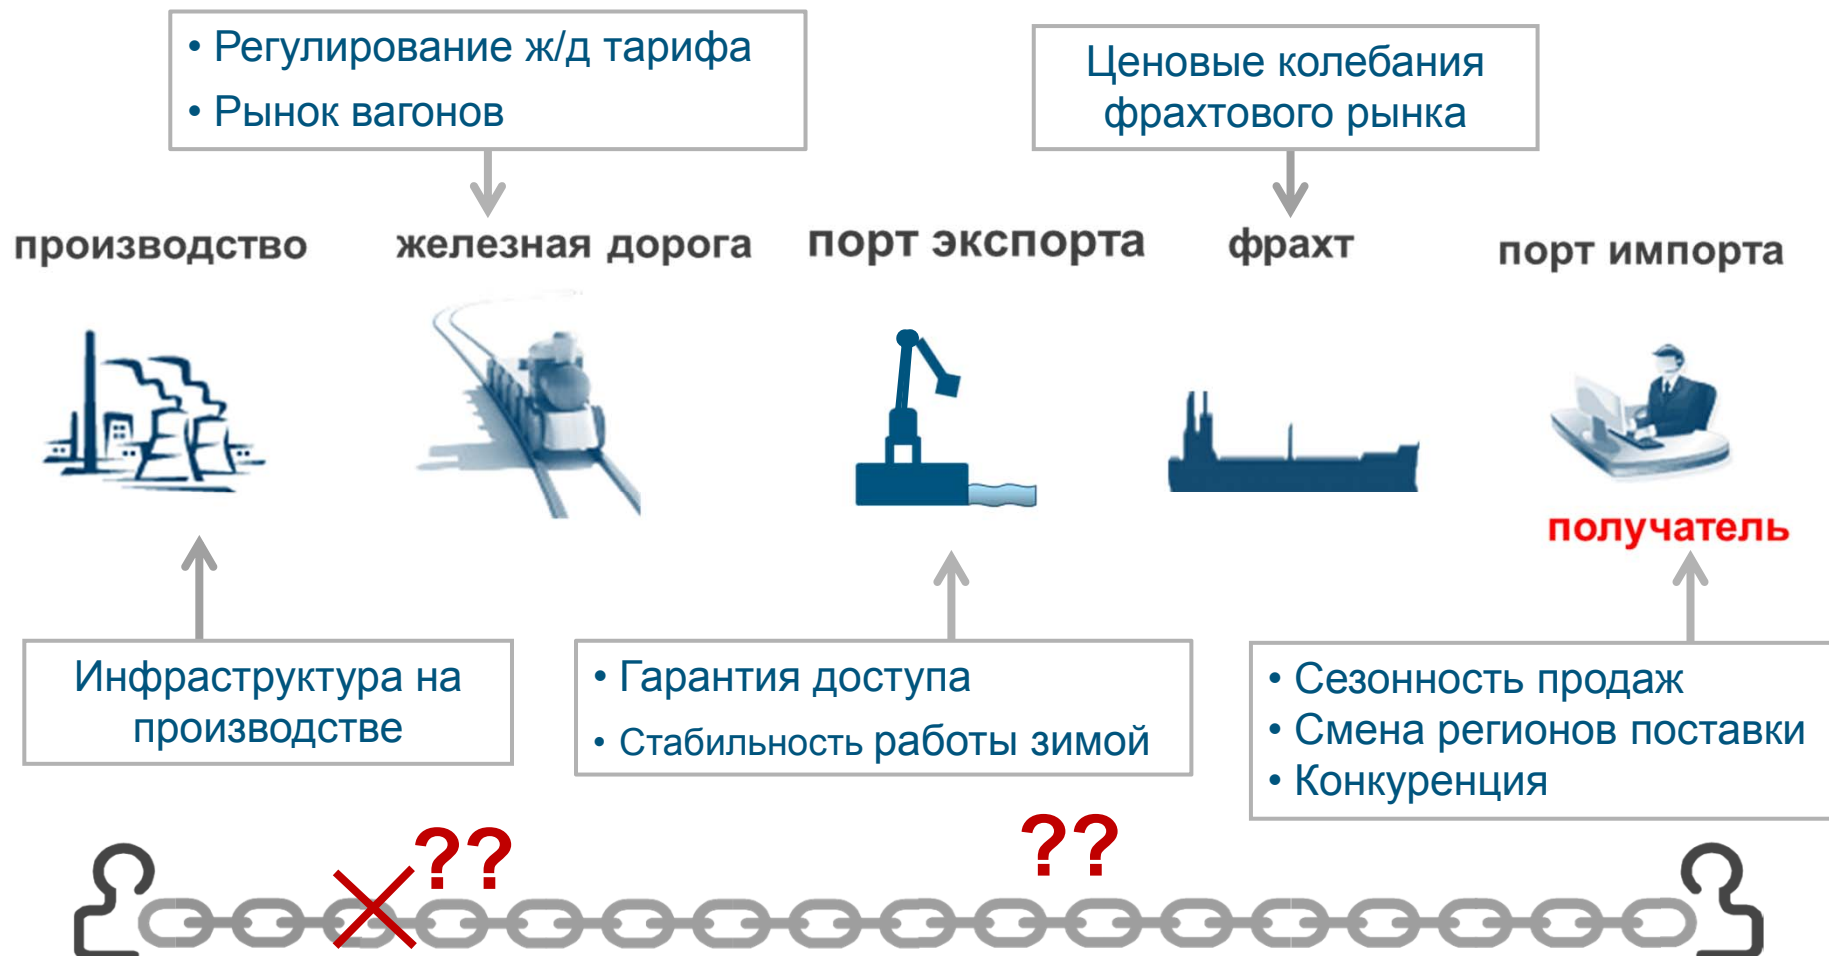 • Регулирование ж/д тарифа
• Рынок вагонов
Ценовые колебания
фрахтового рынка
производство
железная дорога
порт экспорта
фрахт
порт импорта
получатель
Инфраструктура на
производстве
• Гарантия доступа
• Стабильность работы зимой
• Сезонность продаж
• Смена регионов поставки
• Конкуренция
??
??